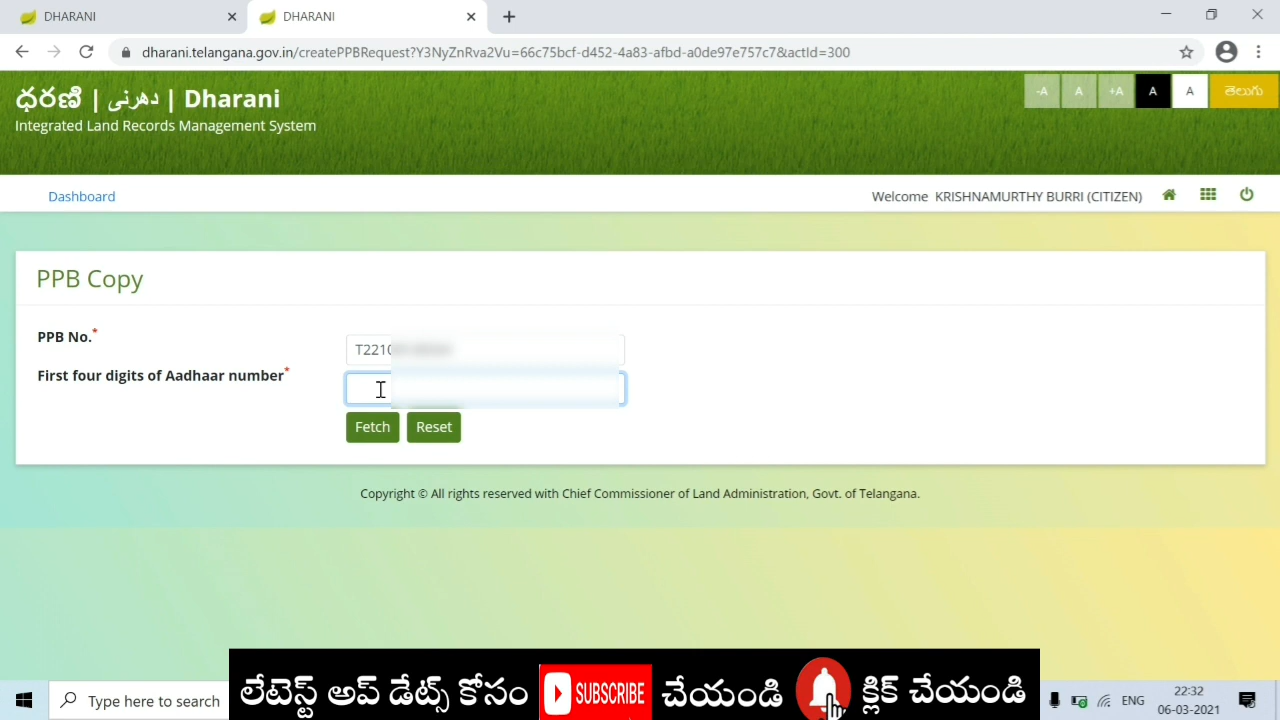 DHARANI
DHARANI
dharani.telangana.gov.in/createPPBRequest?Y3NyZnRva2Vu=66c75bcf-d452-4a83-afbd-a0de97e757c7&actId=300
ధరణి | دھرنی | Dharani
-A A +A A A తెలుగు
Integrated Land Records Management System
Dashboard
Welcome KRISHNAMURTHY BURRI (CITIZEN)
PPB Copy
PPB No.*
T2210
First four digits of Aadhaar number*
Fetch Reset
Copyright © All rights reserved with Chief Commissioner of Land Administration, Govt. of Telangana.
లేటెస్ట్ అప్ డేట్స్ కోసం SUBSCRIBE చేయండి క్లిక్ చేయండి
Type here to search
ENG
22:32
06-03-2021